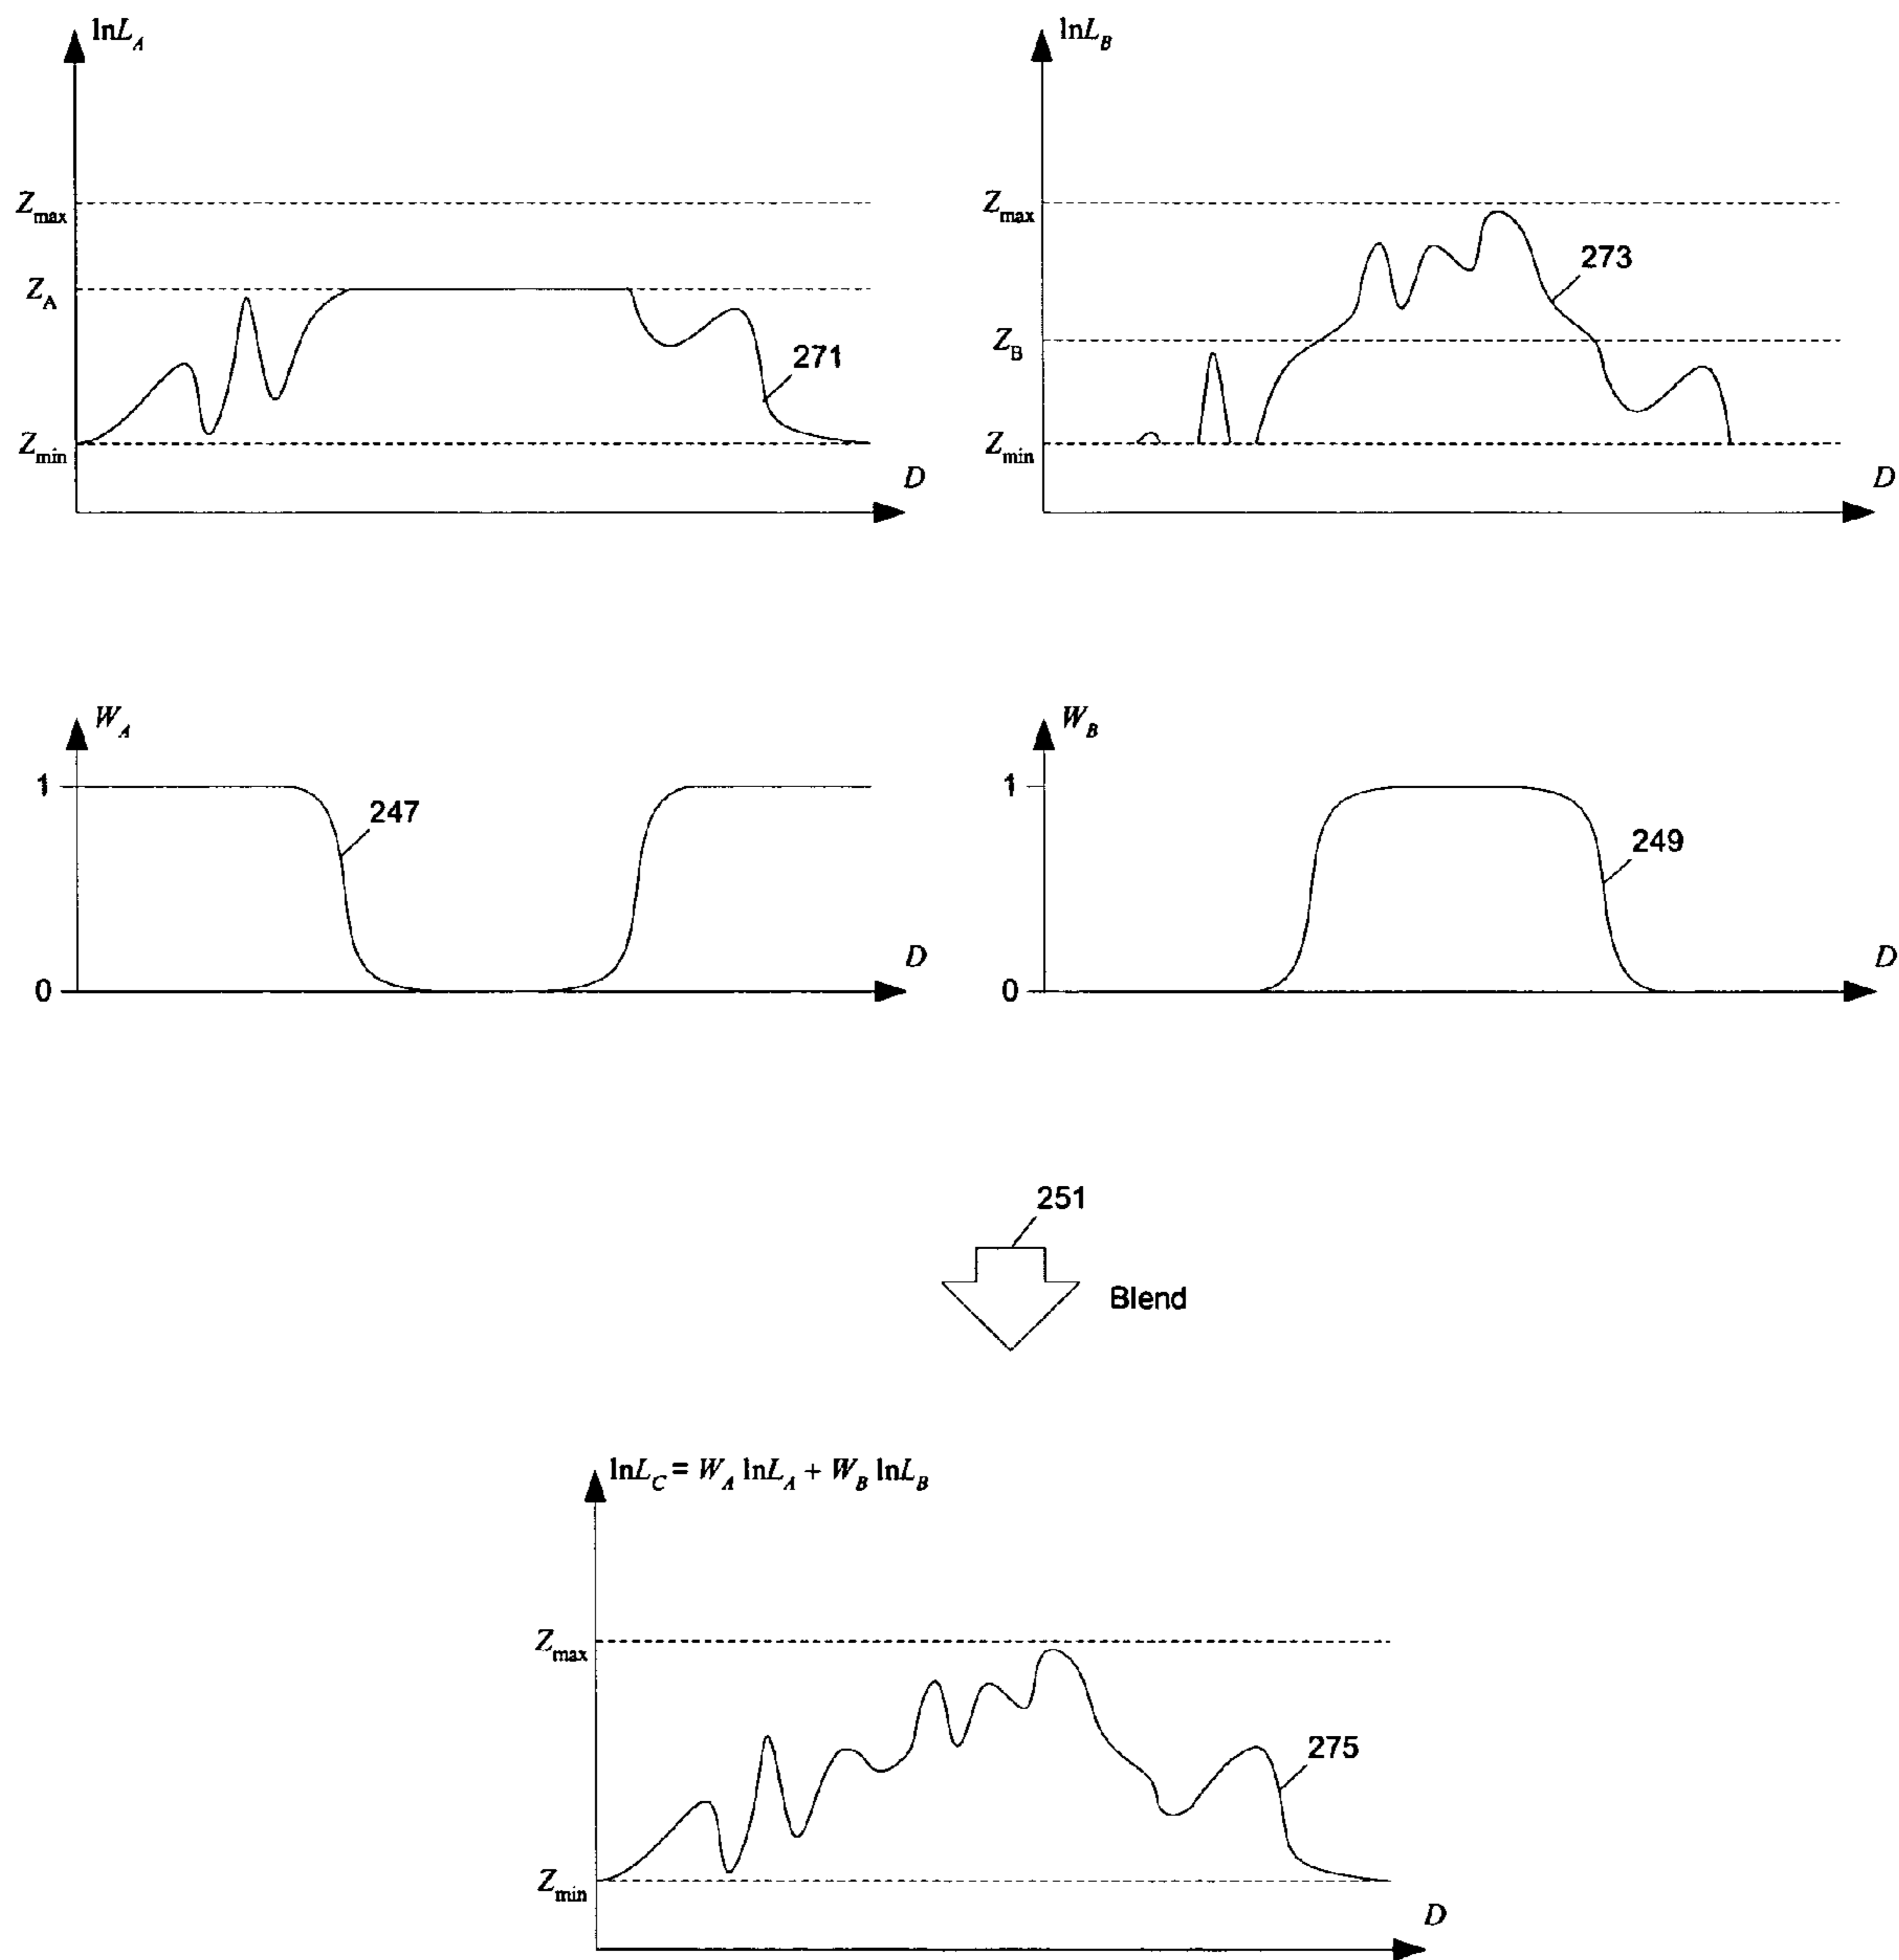 lnL_A
Z_max
Z_A
271
Z_min
D
lnL_B
Z_max
273
Z_B
Z_min
D
W_A
1
247
0
D
W_B
1
249
0
D
251
Blend
lnL_C = W_A lnL_A + W_B lnL_B
Z_max
275
Z_min
D